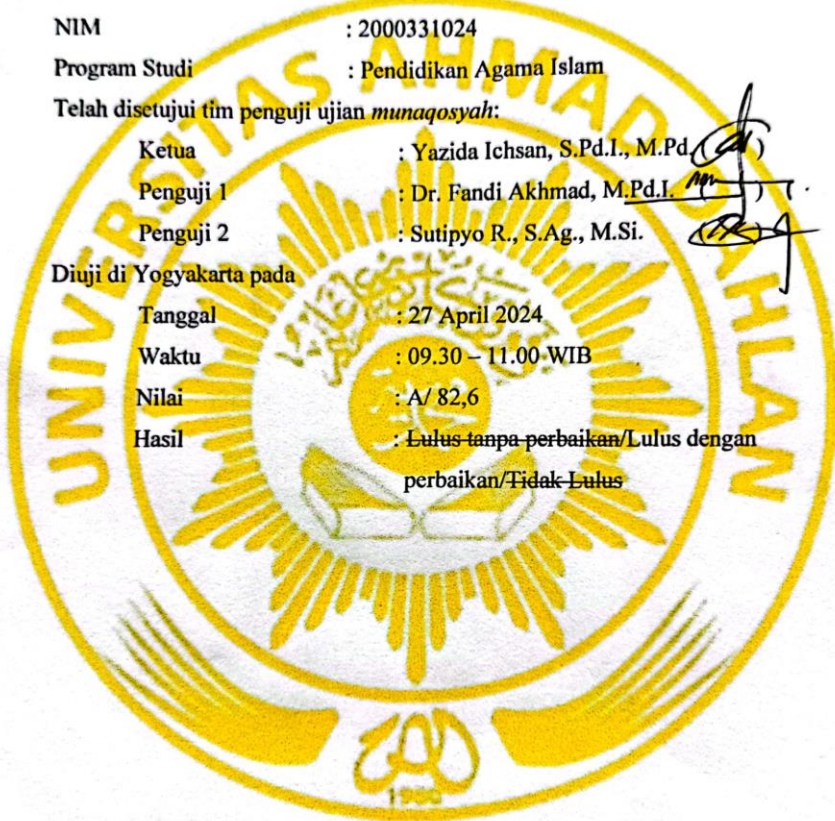 NIM : 2000331024
Program Studi : Pendidikan Agama Islam
Telah disetujui tim penguji ujian munaqosyah:
Ketua : Yazida Ichsan, S.Pd.I., M.Pd. ( )
Penguji 1 : Dr. Fandi Akhmad, M.Pd.I. ( )
Penguji 2 : Sutipyo R., S.Ag., M.Si. ( )
Diuji di Yogyakarta pada
Tanggal : 27 April 2024
Waktu : 09.30 – 11.00 WIB
Nilai : A/ 82,6
Hasil : Lulus tanpa perbaikan/Lulus dengan
perbaikan/Tidak Lulus
UNIVERSITAS AHMAD DAHLAN
1960